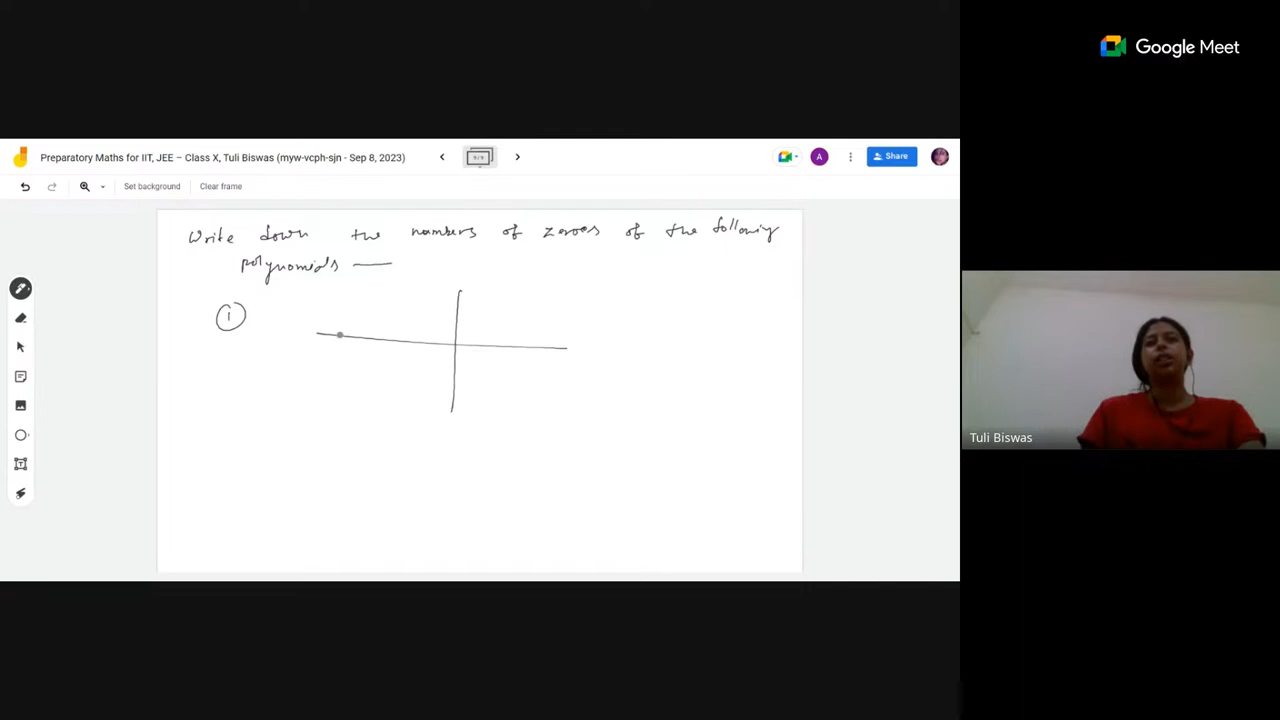 Google Meet
Preparatory Maths for IIT, JEE – Class X, Tuli Biswas (myw-vcph-sjn - Sep 8, 2023)
A
Share
Set background
Clear frame
Write down the numbers of zeroes of the following
polynomials —
1
Tuli Biswas